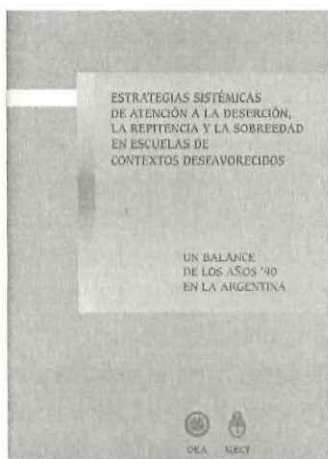 ESTRATEGIAS SISTÉMICAS
DE ATENCIÓN A LA DESERCIÓN,
LA REPITENCIA Y LA SOBREEDAD
EN ESCUELAS DE
CONTEXTOS DESFAVORECIDOS
UN BALANCE
DE LOS AÑOS '90
EN LA ARGENTINA
OEA MECT